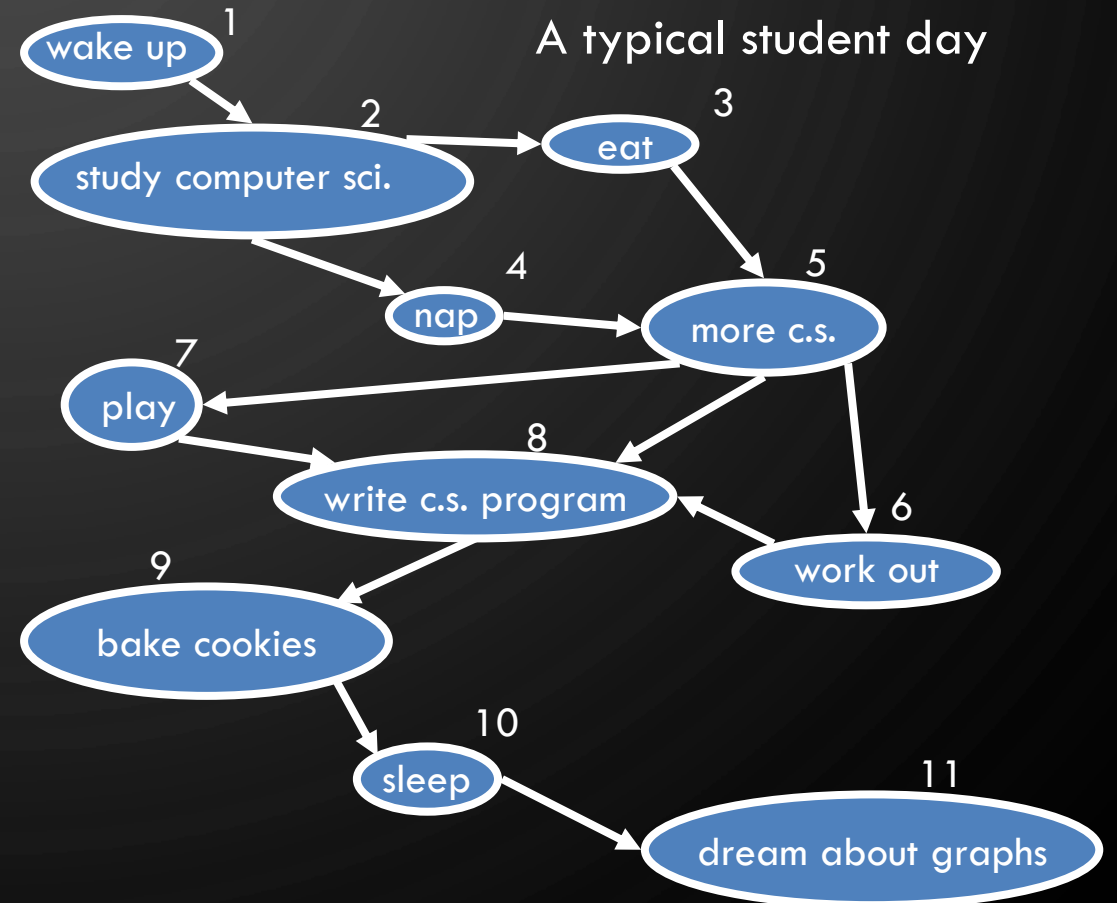 A typical student day
1
wake up
2
study computer sci.
3
eat
4
nap
5
more c.s.
7
play
8
write c.s. program
6
work out
9
bake cookies
10
sleep
11
dream about graphs